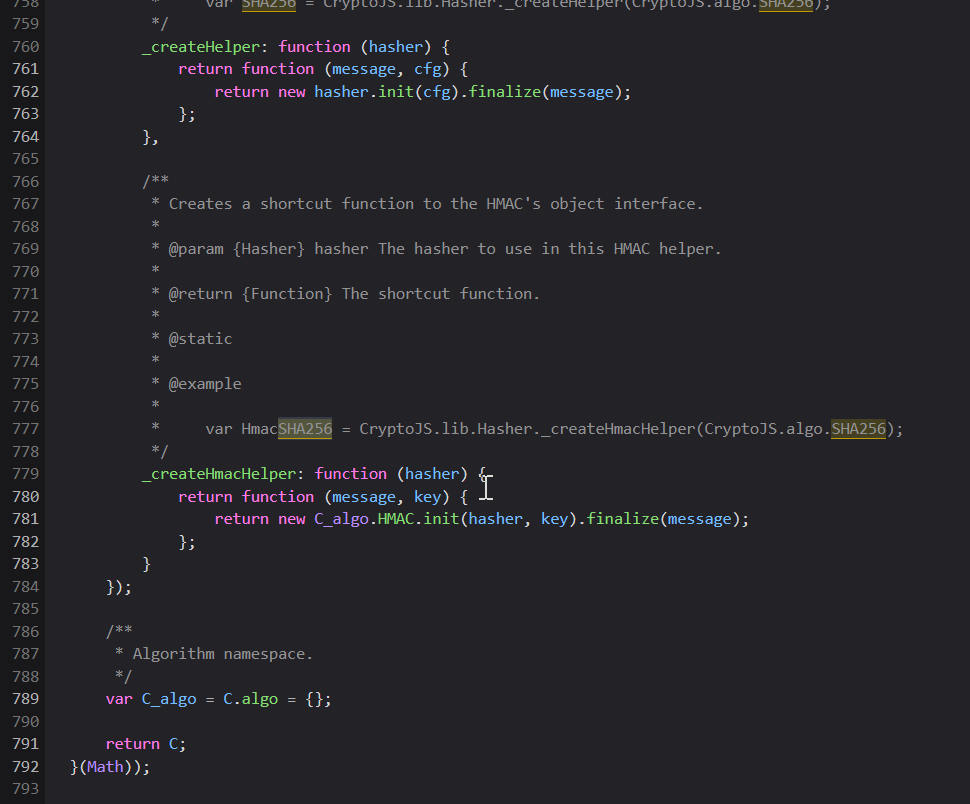 758 * var SHA256 = CryptoJS.lib.Hasher._createHelper(CryptoJS.algo.SHA256);
759 */
760 _createHelper: function (hasher) {
761 return function (message, cfg) {
762 return new hasher.init(cfg).finalize(message);
763 };
764 },
765
766 /**
767 * Creates a shortcut function to the HMAC's object interface.
768 *
769 * @param {Hasher} hasher The hasher to use in this HMAC helper.
770 *
771 * @return {Function} The shortcut function.
772 *
773 * @static
774 *
775 * @example
776 *
777 * var HmacSHA256 = CryptoJS.lib.Hasher._createHmacHelper(CryptoJS.algo.SHA256);
778 */
779 _createHmacHelper: function (hasher) {
780 return function (message, key) {
781 return new C_algo.HMAC.init(hasher, key).finalize(message);
782 };
783 }
784 });
785
786 /**
787 * Algorithm namespace.
788 */
789 var C_algo = C.algo = {};
790
791 return C;
792 }(Math));
793